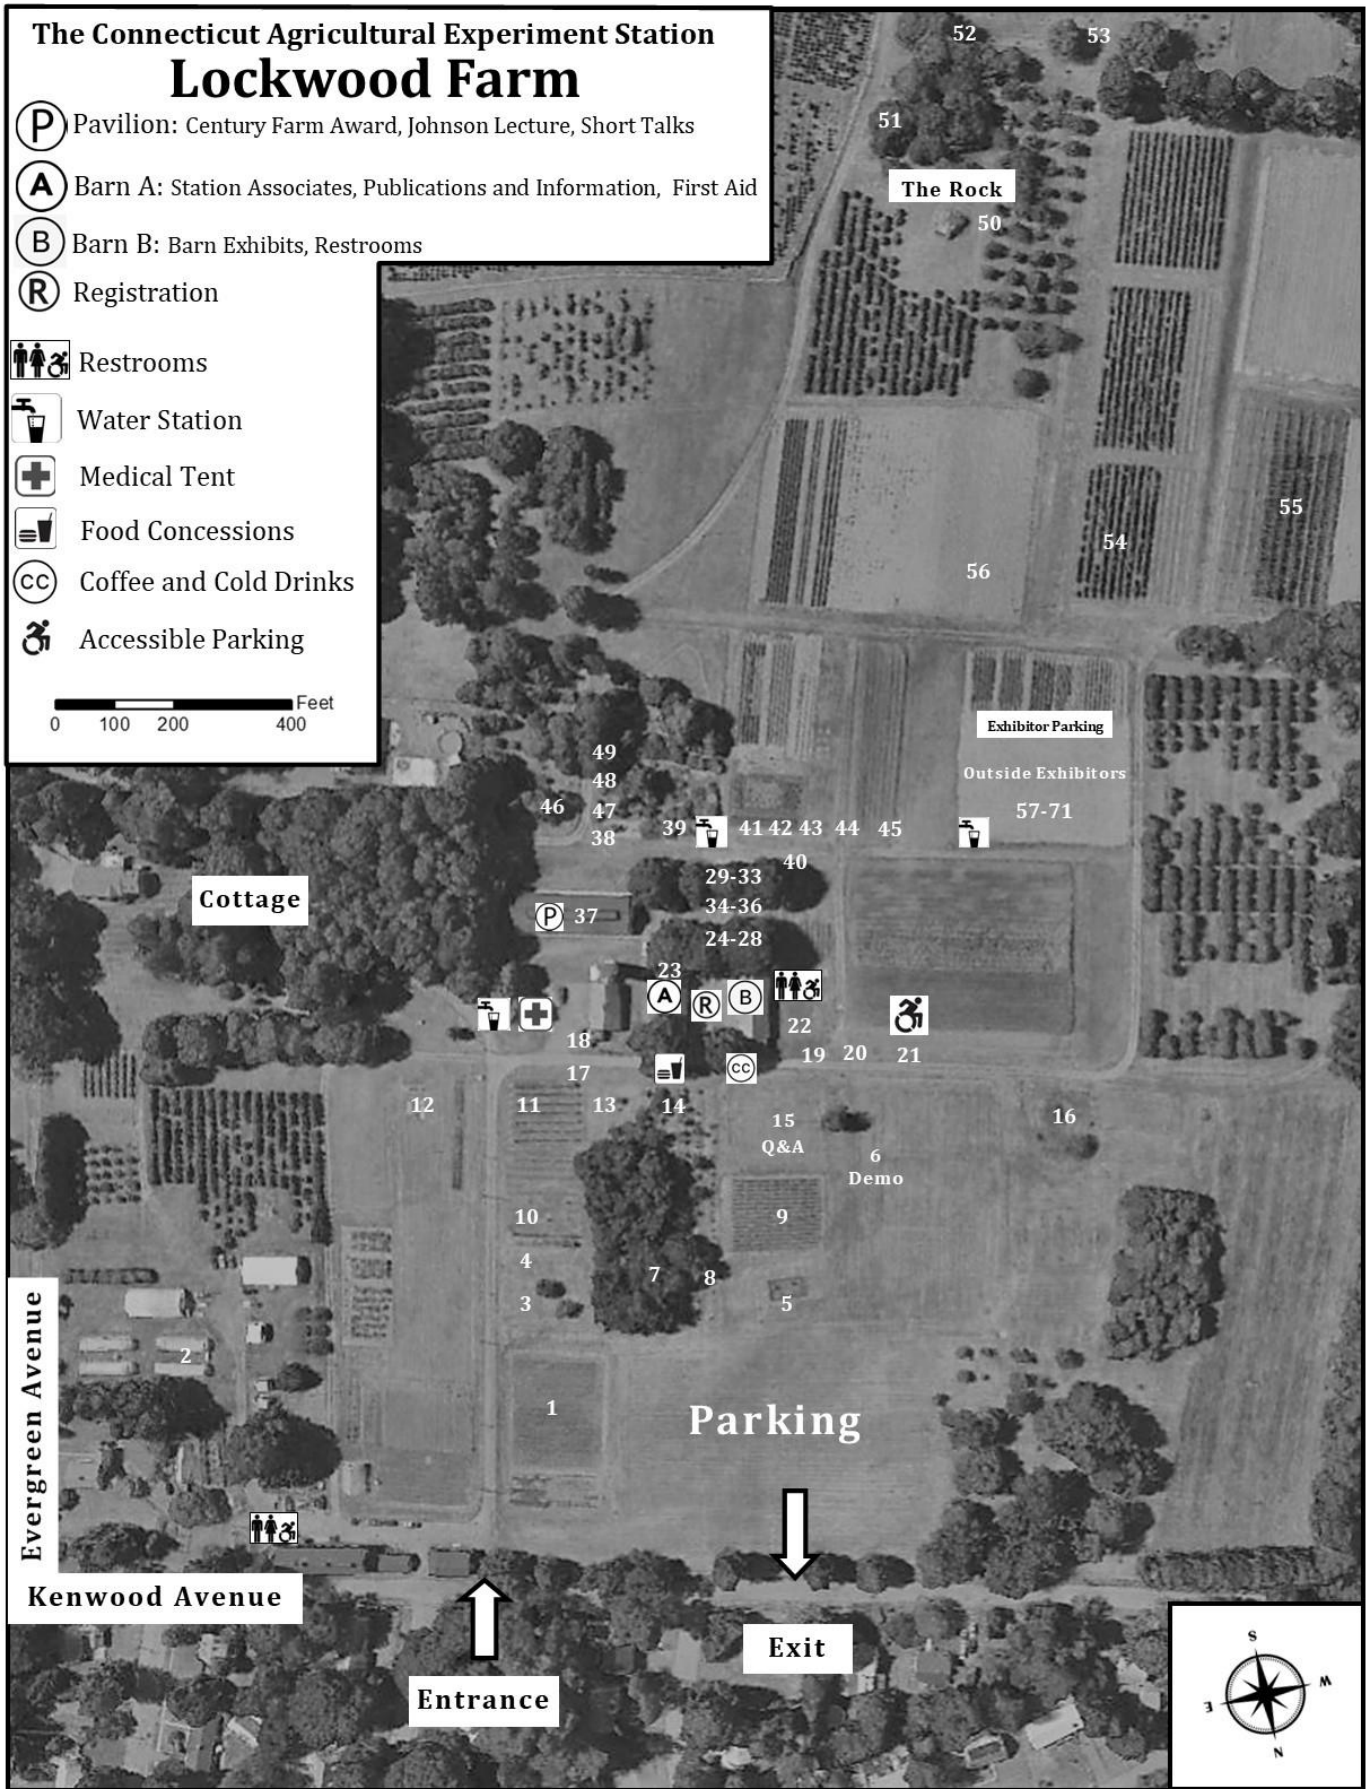 The Connecticut Agricultural Experiment Station
Lockwood Farm
P Pavilion: Century Farm Award, Johnson Lecture, Short Talks
A Barn A: Station Associates, Publications and Information, First Aid
B Barn B: Barn Exhibits, Restrooms
R Registration
Restrooms
Water Station
Medical Tent
Food Concessions
CC Coffee and Cold Drinks
Accessible Parking
Feet
0 100 200 400
52 53
51
The Rock
50
55
54
56
Exhibitor Parking
49
Outside Exhibitors
48
46 47 57-71
39 41 42 43 44 45
38
40
29-33
Cottage
34-36
P 37
24-28
23
A R B
22
18
19 20 21
CC
17
12 11 13 14
15 16
Q&A
6
Demo
10 9
4
7 8
3 5
2
1
Parking
Evergreen Avenue
Kenwood Avenue
Exit
Entrance
S
W
E
N